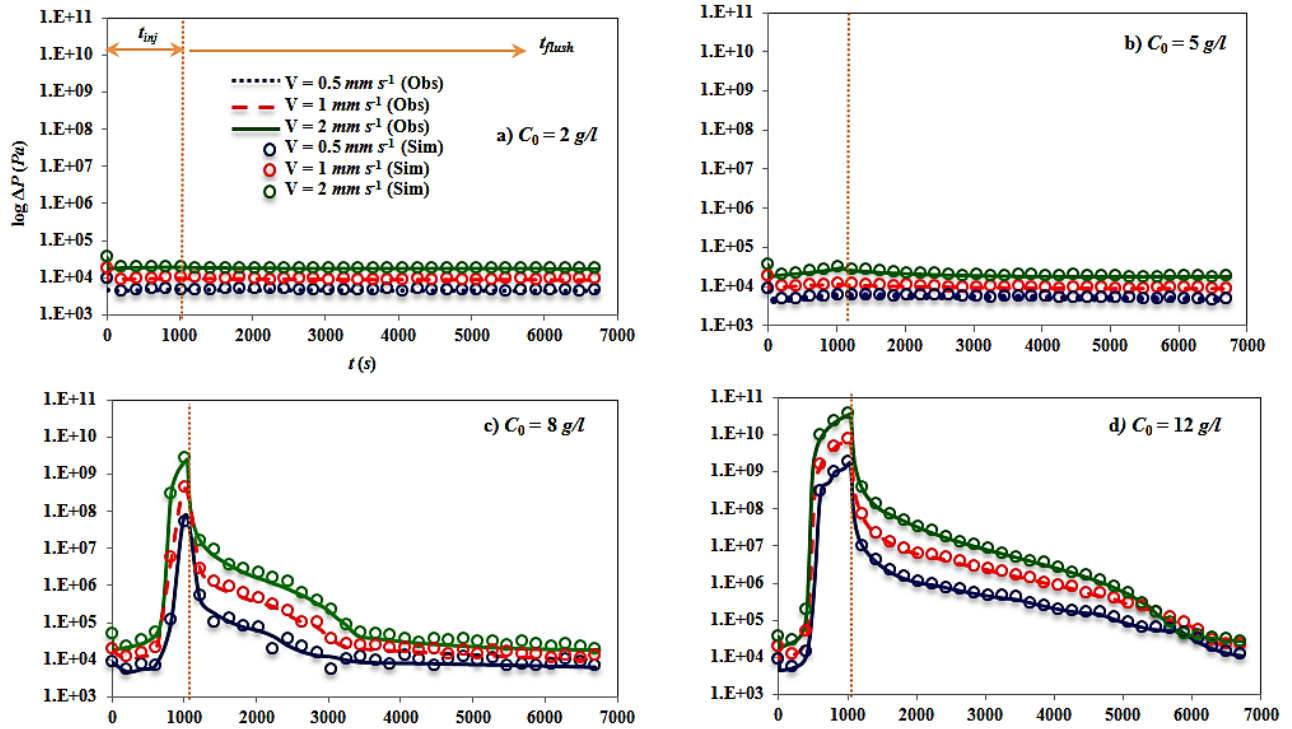 log ΔP (Pa)
1.E+11
1.E+10
1.E+09
1.E+08
1.E+07
1.E+06
1.E+05
1.E+04
1.E+03
t_inj
t_flush
V = 0.5 mm s⁻¹ (Obs)
V = 1 mm s⁻¹ (Obs)
V = 2 mm s⁻¹ (Obs)
V = 0.5 mm s⁻¹ (Sim)
V = 1 mm s⁻¹ (Sim)
V = 2 mm s⁻¹ (Sim)
a) C₀ = 2 g/l
0 1000 2000 3000 4000 5000 6000 7000
t (s)
1.E+11
1.E+10
1.E+09
1.E+08
1.E+07
1.E+06
1.E+05
1.E+04
1.E+03
b) C₀ = 5 g/l
0 1000 2000 3000 4000 5000 6000 7000
1.E+11
1.E+10
1.E+09
1.E+08
1.E+07
1.E+06
1.E+05
1.E+04
1.E+03
c) C₀ = 8 g/l
0 1000 2000 3000 4000 5000 6000 7000
1.E+11
1.E+10
1.E+09
1.E+08
1.E+07
1.E+06
1.E+05
1.E+04
1.E+03
d) C₀ = 12 g/l
0 1000 2000 3000 4000 5000 6000 7000